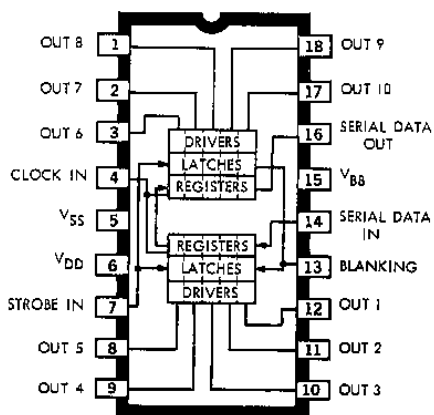 OUT 8 1
18 OUT 9
OUT 7 2
17 OUT 10
OUT 6 3
16 SERIAL DATA
OUT
DRIVERS
LATCHES
REGISTERS
CLOCK IN 4
15 VBB
VSS 5
14 SERIAL DATA
IN
REGISTERS
LATCHES
DRIVERS
VDD 6
13 BLANKING
STROBE IN 7
12 OUT 1
OUT 5 8
11 OUT 2
OUT 4 9
10 OUT 3